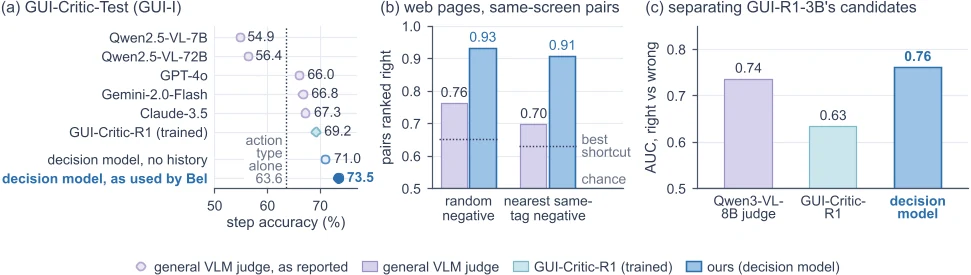 (a) GUI-Critic-Test (GUI-I)
Qwen2.5-VL-7B
54.9
Qwen2.5-VL-72B
56.4
GPT-4o
66.0
Gemini-2.0-Flash
66.8
Claude-3.5
67.3
GUI-Critic-R1 (trained)
69.2
decision model, no history
71.0
decision model, as used by Bel
73.5
action
type
alone
63.6
50
60
70
step accuracy (%)
(b) web pages, same-screen pairs
pairs ranked right
1.0
0.9
0.8
0.7
0.6
0.5
0.76
0.93
0.70
0.91
best
shortcut
chance
random
negative
nearest same-
tag negative
(c) separating GUI-R1-3B's candidates
AUC, right vs wrong
0.8
0.7
0.6
0.5
0.74
0.63
0.76
Qwen3-VL-
8B judge
GUI-Critic-
R1
decision
model
general VLM judge, as reported
general VLM judge
GUI-Critic-R1 (trained)
ours (decision model)